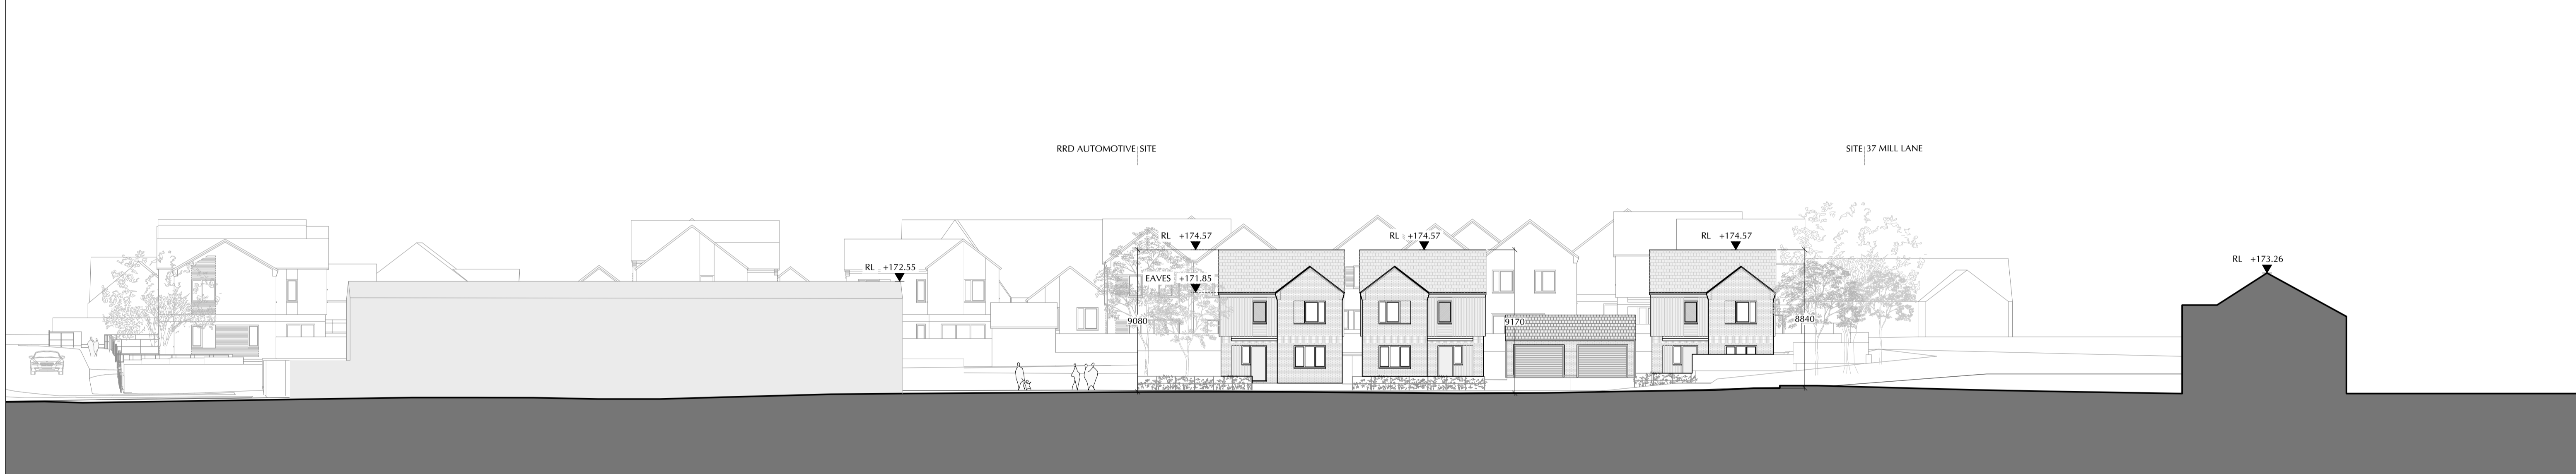 RRD AUTOMOTIVE SITE
SITE 37 MILL LANE
RL +174.57
RL +174.57
RL +174.57
RL +173.26
RL +172.55
EAVES +171.85
9080
9170
8840